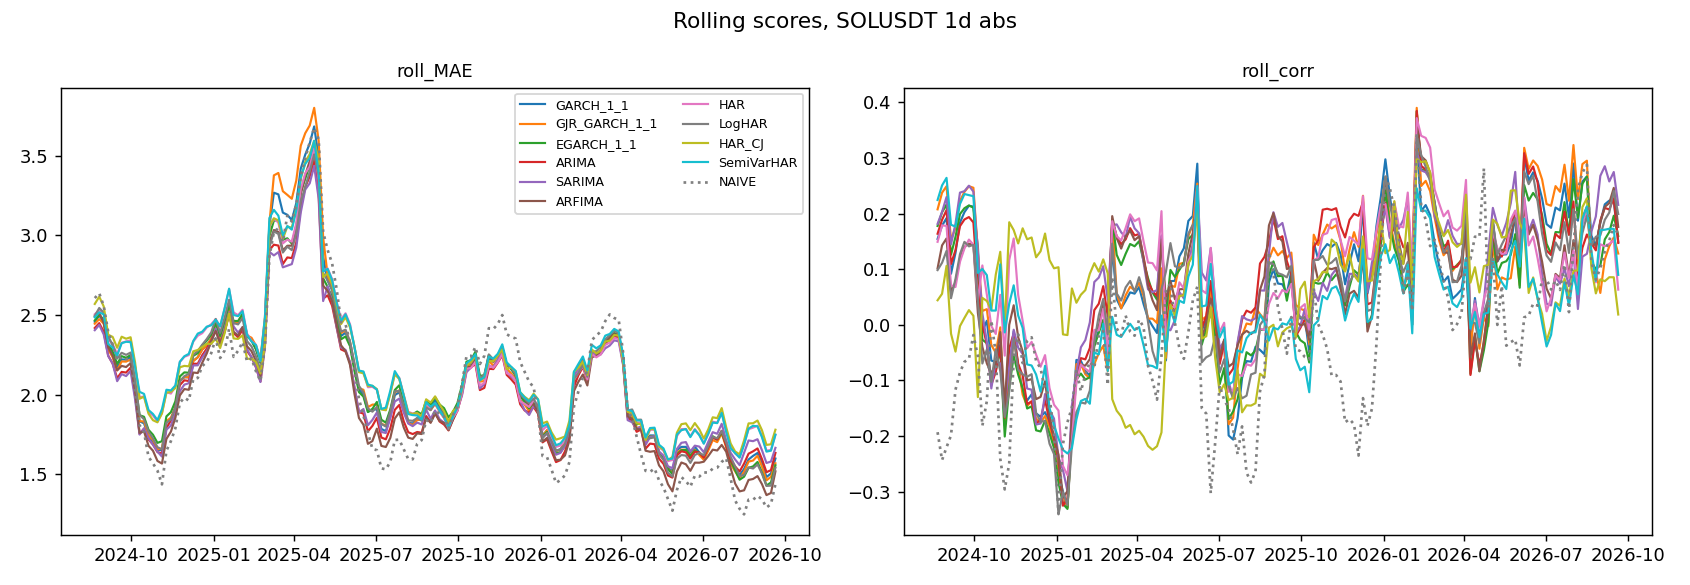 Rolling scores, SOLUSDT 1d abs
roll_MAE
3.5
3.0
2.5
2.0
1.5
GARCH_1_1
GJR_GARCH_1_1
EGARCH_1_1
ARIMA
SARIMA
ARFIMA
HAR
LogHAR
HAR_CJ
SemiVarHAR
NAIVE
2024-10 2025-01 2025-04 2025-07 2025-10 2026-01 2026-04 2026-07 2026-10
roll_corr
0.4
0.3
0.2
0.1
0.0
−0.1
−0.2
−0.3
2024-10 2025-01 2025-04 2025-07 2025-10 2026-01 2026-04 2026-07 2026-10